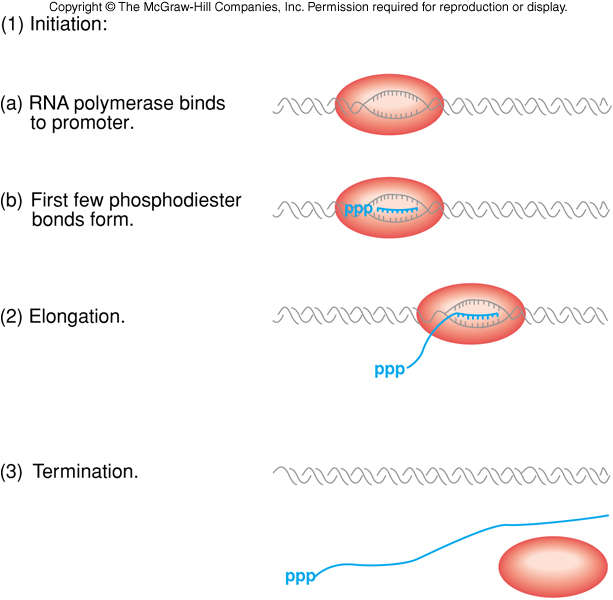 Copyright © The McGraw-Hill Companies, Inc. Permission required for reproduction or display.
(1) Initiation:
(a) RNA polymerase binds
to promoter.
(b) First few phosphodiester
bonds form.
ppp
(2) Elongation.
ppp
(3) Termination.
ppp